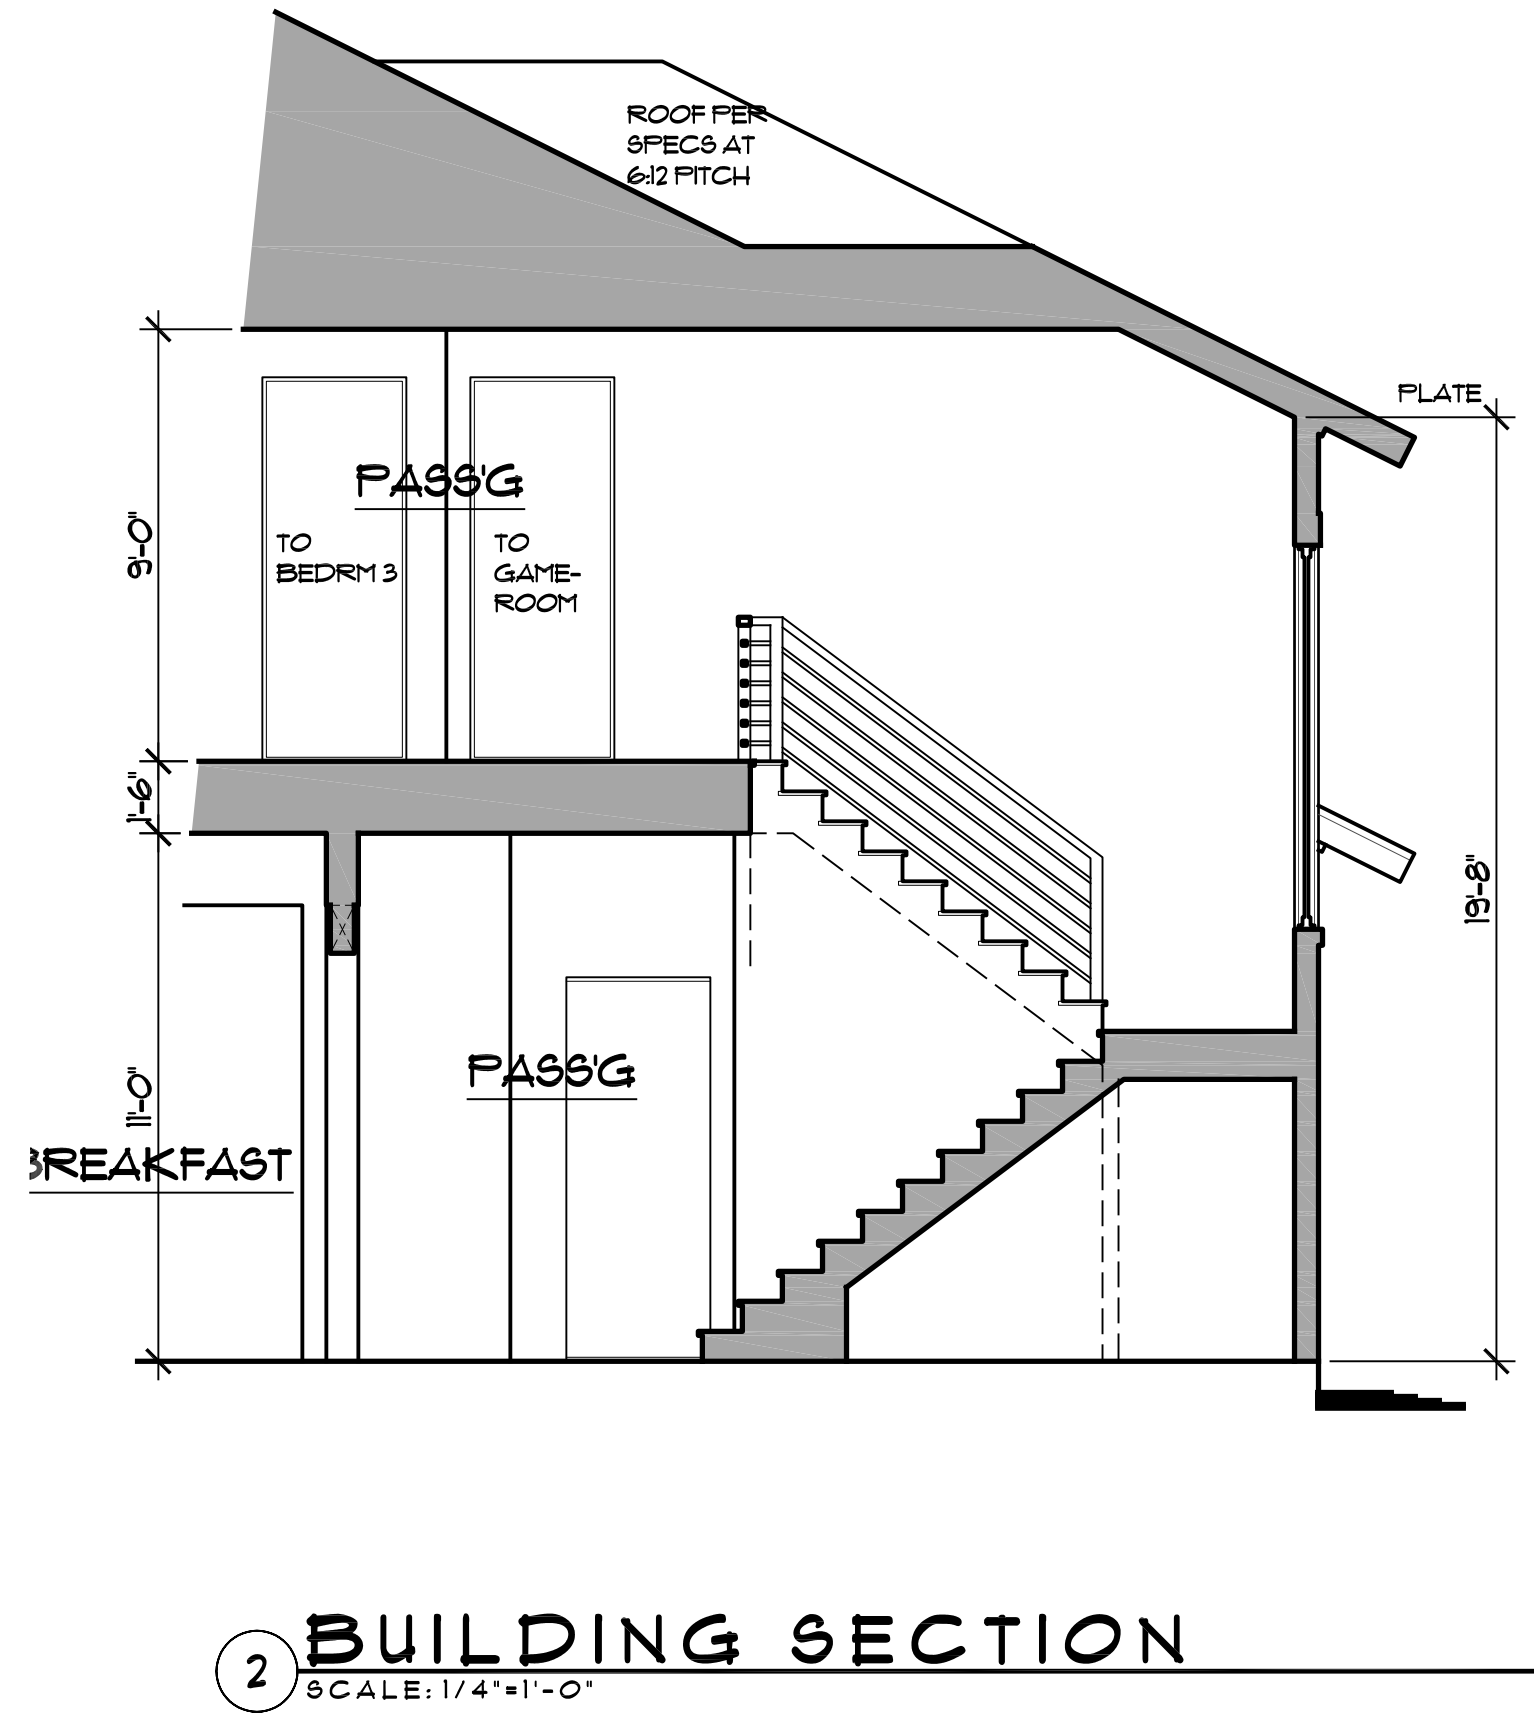 ROOF PER
SPECS AT
6:12 PITCH
PLATE
PASS'G
9'-0"
TO
BEDRM 3
TO
GAME-
ROOM
1'-6"
19'-8"
PASS'G
11'-0"
BREAKFAST
2
BUILDING SECTION
SCALE: 1/4"=1'-0"